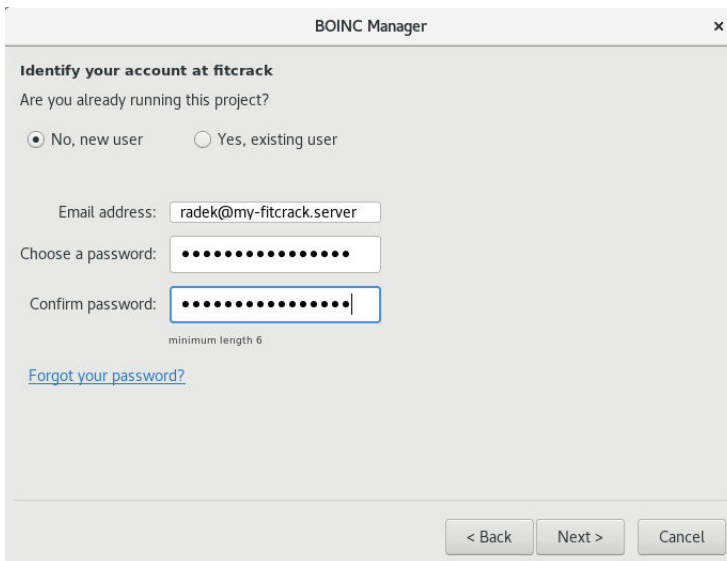 BOINC Manager
×
Identify your account at fitcrack
Are you already running this project?
No, new user
Yes, existing user
Email address: radek@my-fitcrack.server
Choose a password: ••••••••••••••••
Confirm password: ••••••••••••••••
minimum length 6
Forgot your password?
< Back
Next >
Cancel